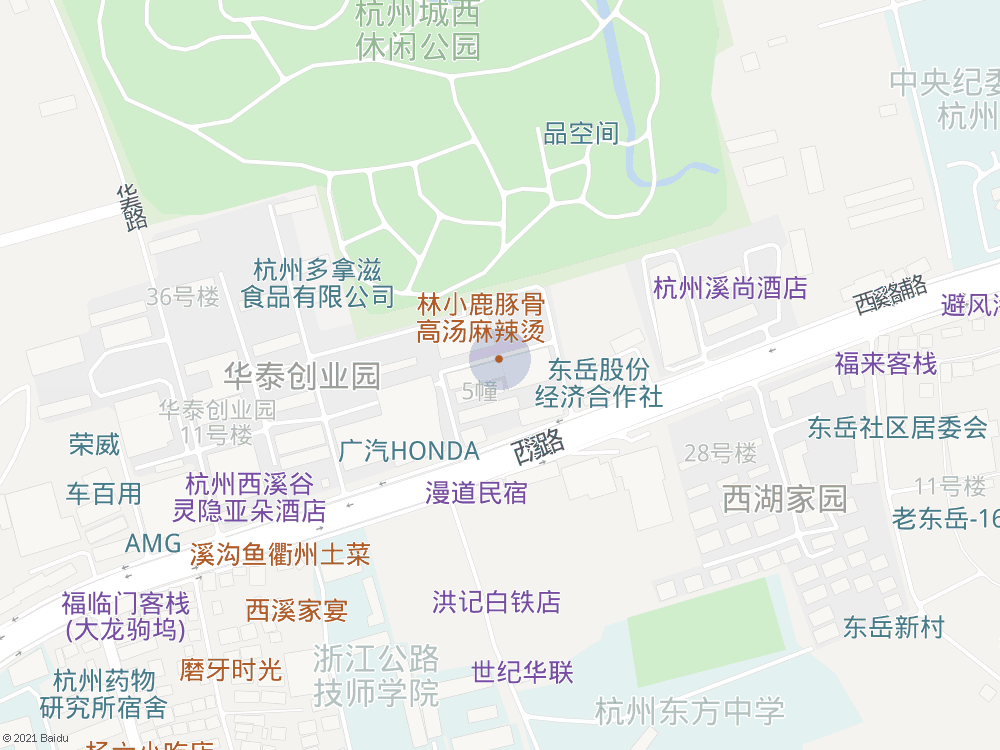 杭州城西
休闲公园
中央纪委
杭州
品空间
华泰路
杭州多拿滋
食品有限公司
36号楼
林小鹿豚骨
高汤麻辣烫
杭州溪尚酒店
西溪路辅路
避风港
华泰创业园
5幢
东岳股份
经济合作社
福来客栈
华泰创业园
11号楼
荣威
广汽HONDA
西溪路
东岳社区居委会
28号楼
车百用
杭州西溪谷
灵隐亚朵酒店
漫道民宿
西湖家园
11号楼
老东岳-16
AMG
溪沟鱼衢州土菜
福临门客栈
(大龙驹坞)
西溪家宴
洪记白铁店
东岳新村
磨牙时光
浙江公路
技师学院
世纪华联
杭州药物
研究所宿舍
杭州东方中学
© 2021 Baidu